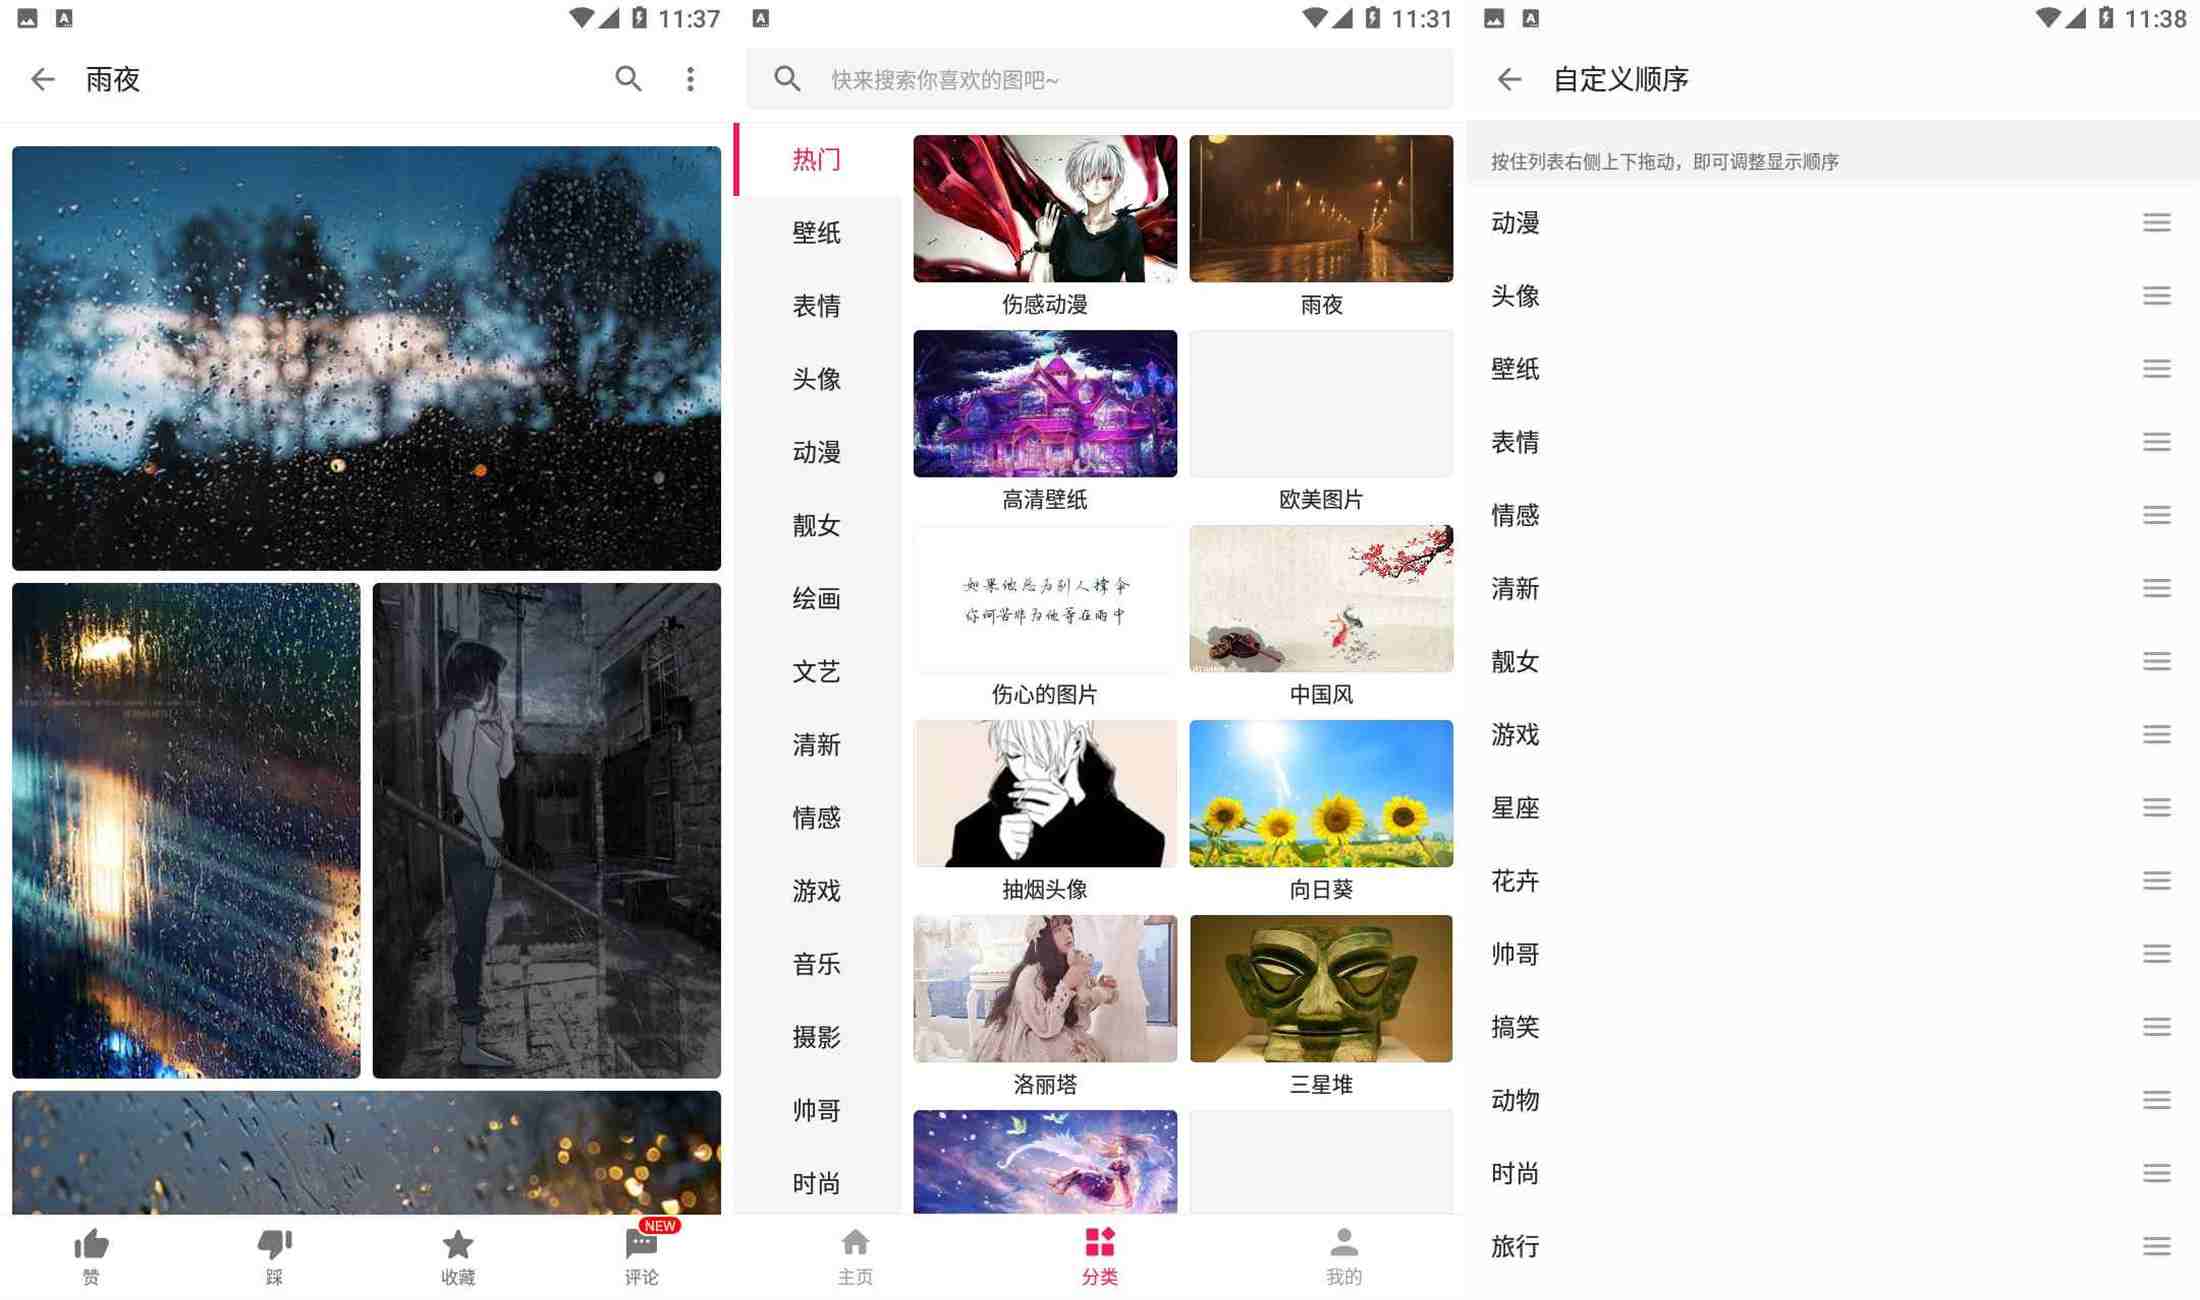 11:37
雨夜
赞
踩
收藏
NEW
评论
11:31
快来搜索你喜欢的图吧~
热门
壁纸
表情
头像
动漫
靓女
绘画
文艺
清新
情感
游戏
音乐
摄影
帅哥
时尚
伤感动漫
雨夜
高清壁纸
欧美图片
如果他总为别人撑伞
你何苦非为他等在雨中
伤心的图片
中国风
抽烟头像
向日葵
洛丽塔
三星堆
主页
分类
我的
11:38
自定义顺序
按住列表右侧上下拖动，即可调整显示顺序
动漫
头像
壁纸
表情
情感
清新
靓女
游戏
星座
花卉
帅哥
搞笑
动物
时尚
旅行